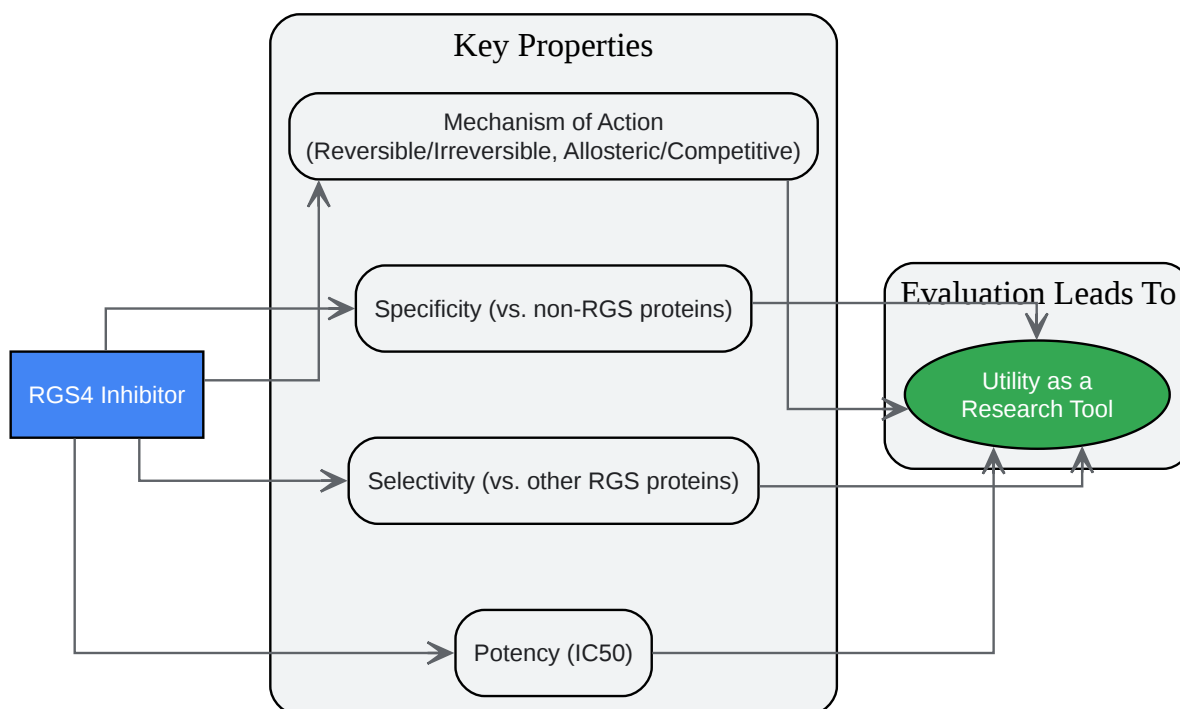 Key Properties
Mechanism of Action
(Reversible/Irreversible, Allosteric/Competitive)
Specificity (vs. non-RGS proteins)
Evaluation Leads To
RGS4 Inhibitor
Utility as a
Research Tool
Selectivity (vs. other RGS proteins)
Potency (IC50)